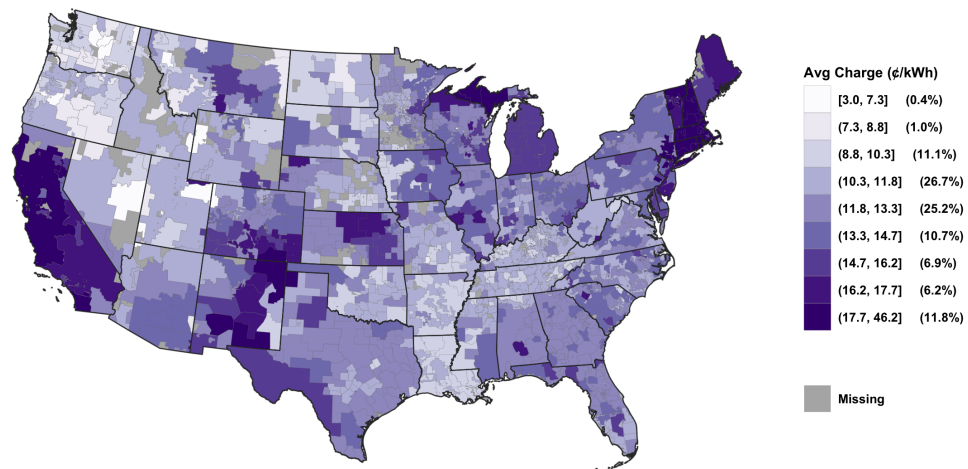 Avg Charge (¢/kWh)
[3.0, 7.3] (0.4%)
(7.3, 8.8] (1.0%)
(8.8, 10.3] (11.1%)
(10.3, 11.8] (26.7%)
(11.8, 13.3] (25.2%)
(13.3, 14.7] (10.7%)
(14.7, 16.2] (6.9%)
(16.2, 17.7] (6.2%)
(17.7, 46.2] (11.8%)
Missing